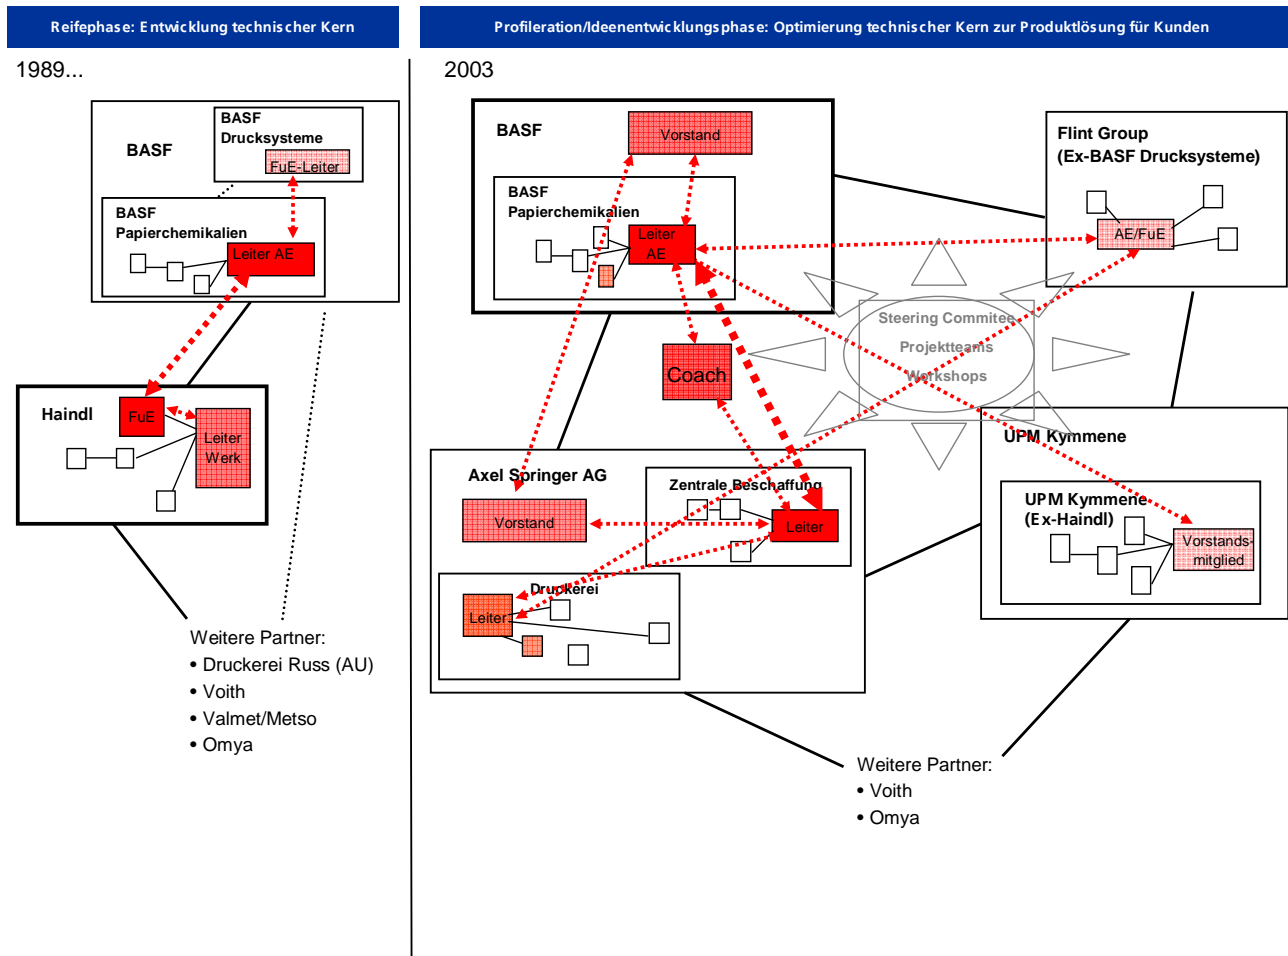 Reifephase: Entwicklung technischer Kern
1989...
BASF
BASF
Drucksysteme
FuE-Leiter
BASF
Papierchemikalien
Leiter AE
Haindl
FuE
Leiter
Werk
Weitere Partner:
• Druckerei Russ (AU)
• Voith
• Valmet/Metso
• Omya
Profileration/Ideenentwicklungsphase: Optimierung technischer Kern zur Produktlösung für Kunden
2003
BASF
Vorstand
BASF
Papierchemikalien
Leiter
AE
Flint Group
(Ex-BASF Drucksysteme)
AE/FuE
Steering Commitee
Projektteams
Workshops
Coach
Axel Springer AG
Vorstand
Zentrale Beschaffung
Leiter
Druckerei
Leiter
UPM Kymmene
UPM Kymmene
(Ex-Haindl)
Vorstands-
mitglied
Weitere Partner:
• Voith
• Omya